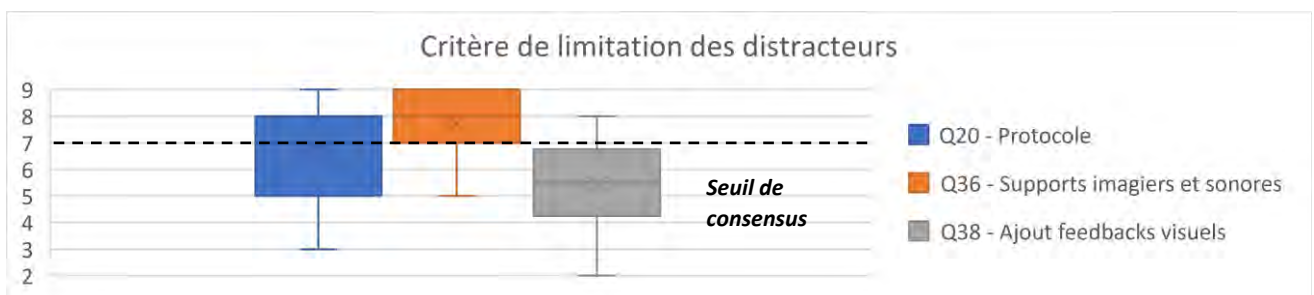 Critère de limitation des distracteurs
9
8
7
6
5
4
3
2
Seuil de
consensus
Q20 - Protocole
Q36 - Supports imagiers et sonores
Q38 - Ajout feedbacks visuels